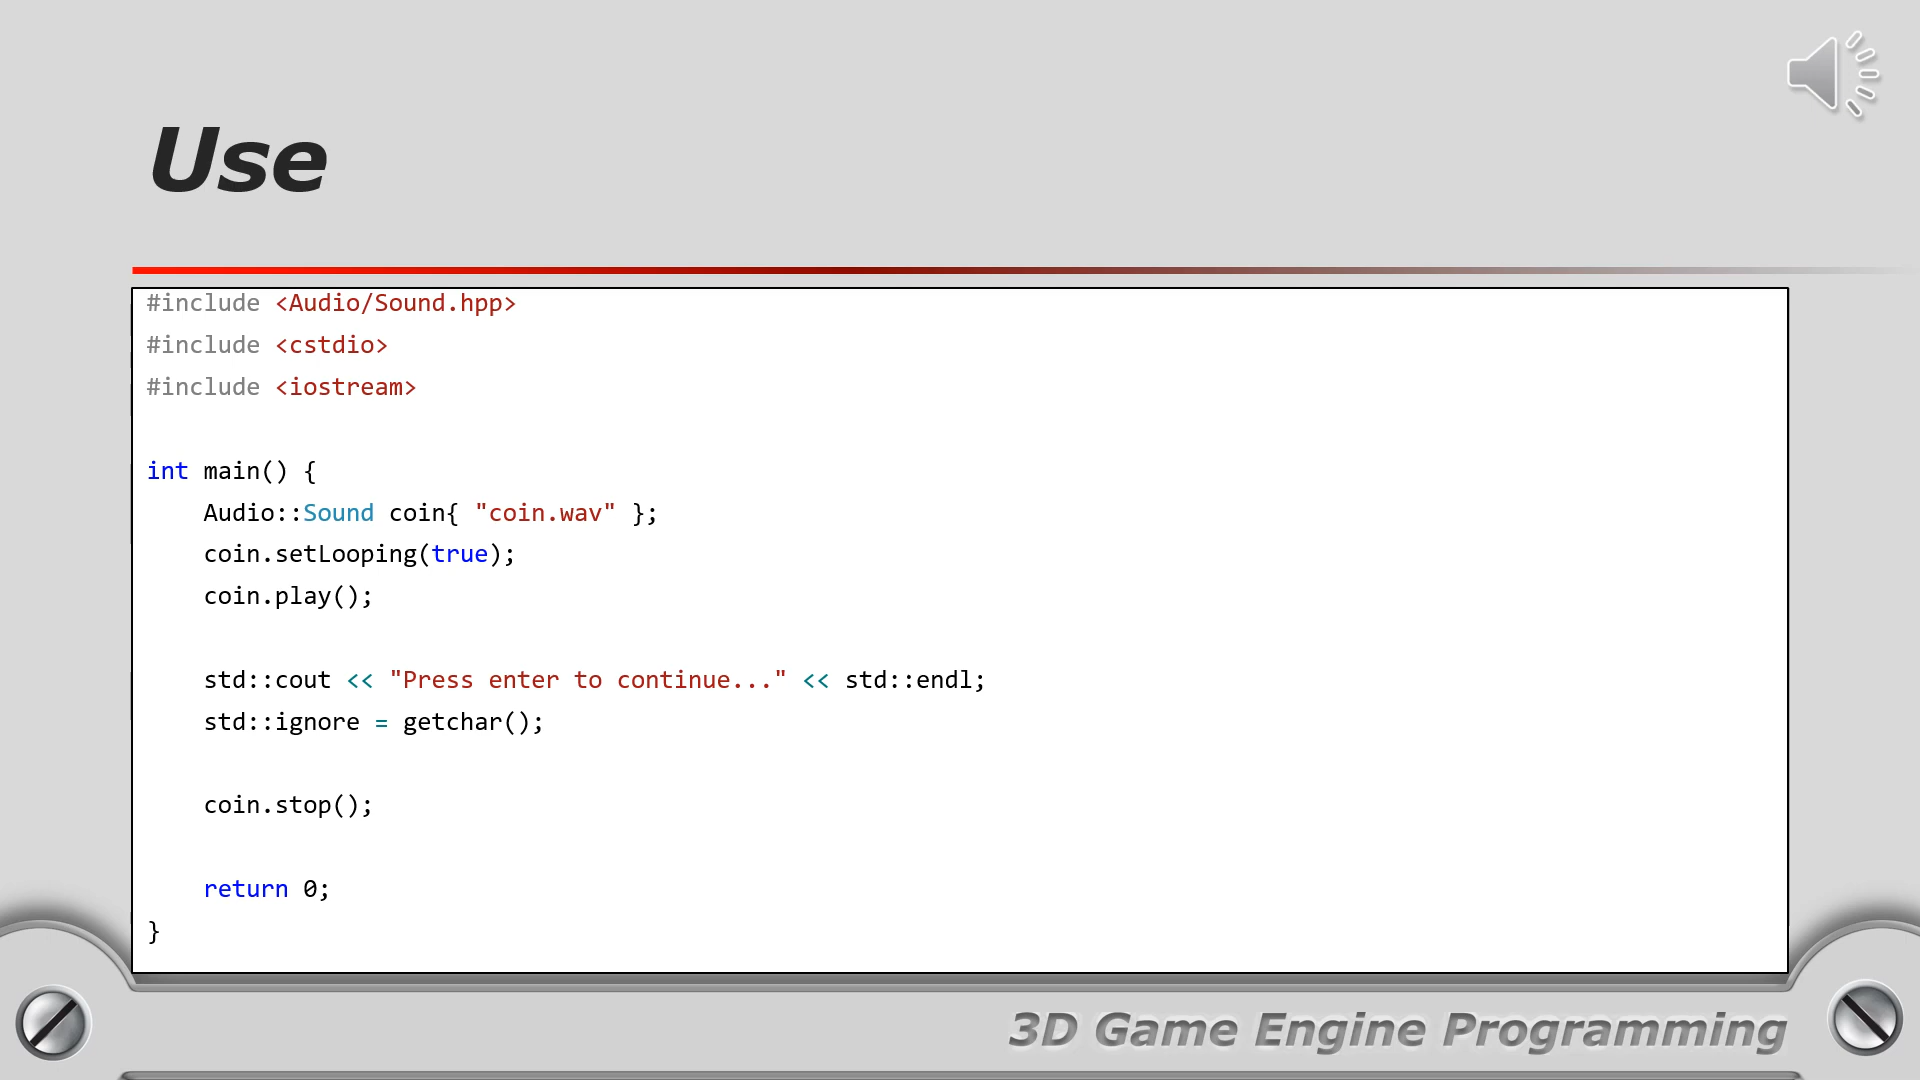 Use
#include <Audio/Sound.hpp>
#include <cstdio>
#include <iostream>
int main() {
    Audio::Sound coin{ "coin.wav" };
    coin.setLooping(true);
    coin.play();
    std::cout << "Press enter to continue..." << std::endl;
    std::ignore = getchar();
    coin.stop();
    return 0;
}
3D Game Engine Programming